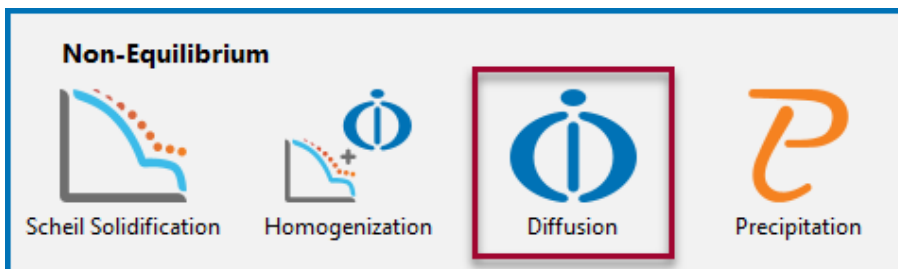 Non-Equilibrium
Scheil Solidification
Homogenization
Diffusion
Precipitation